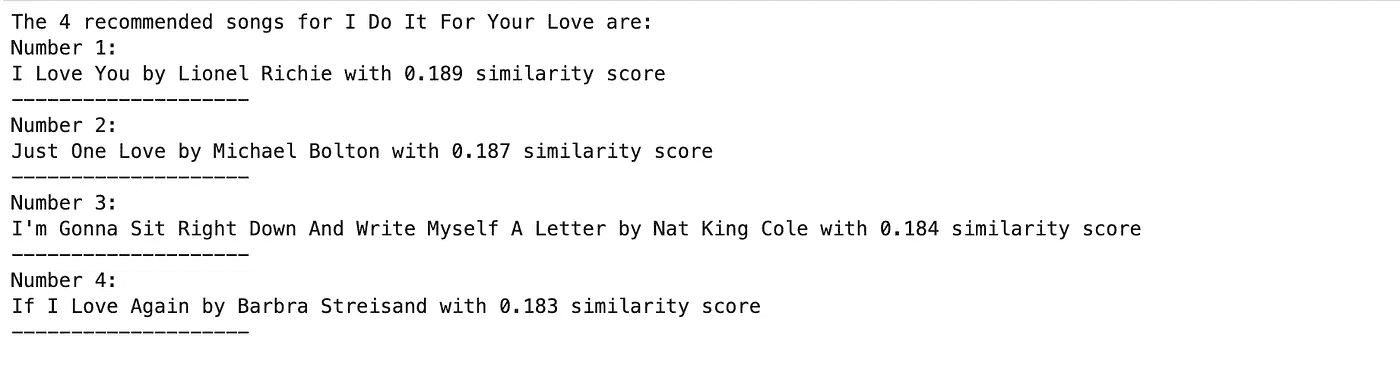 The 4 recommended songs for I Do It For Your Love are:
Number 1:
I Love You by Lionel Richie with 0.189 similarity score
--------------------
Number 2:
Just One Love by Michael Bolton with 0.187 similarity score
--------------------
Number 3:
I'm Gonna Sit Right Down And Write Myself A Letter by Nat King Cole with 0.184 similarity score
--------------------
Number 4:
If I Love Again by Barbra Streisand with 0.183 similarity score
--------------------